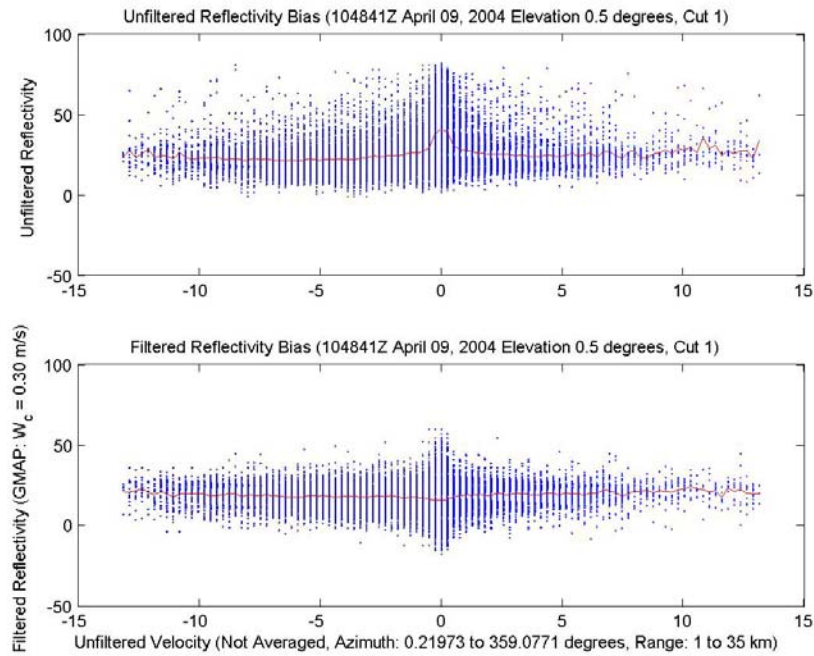 Unfiltered Reflectivity Bias (104841Z April 09, 2004 Elevation 0.5 degrees, Cut 1)
Unfiltered Reflectivity
100
50
0
-50
-15 -10 -5 0 5 10 15
Filtered Reflectivity Bias (104841Z April 09, 2004 Elevation 0.5 degrees, Cut 1)
Filtered Reflectivity (GMAP: W_c = 0.30 m/s)
100
50
0
-50
-15 -10 -5 0 5 10 15
Unfiltered Velocity (Not Averaged, Azimuth: 0.21973 to 359.0771 degrees, Range: 1 to 35 km)